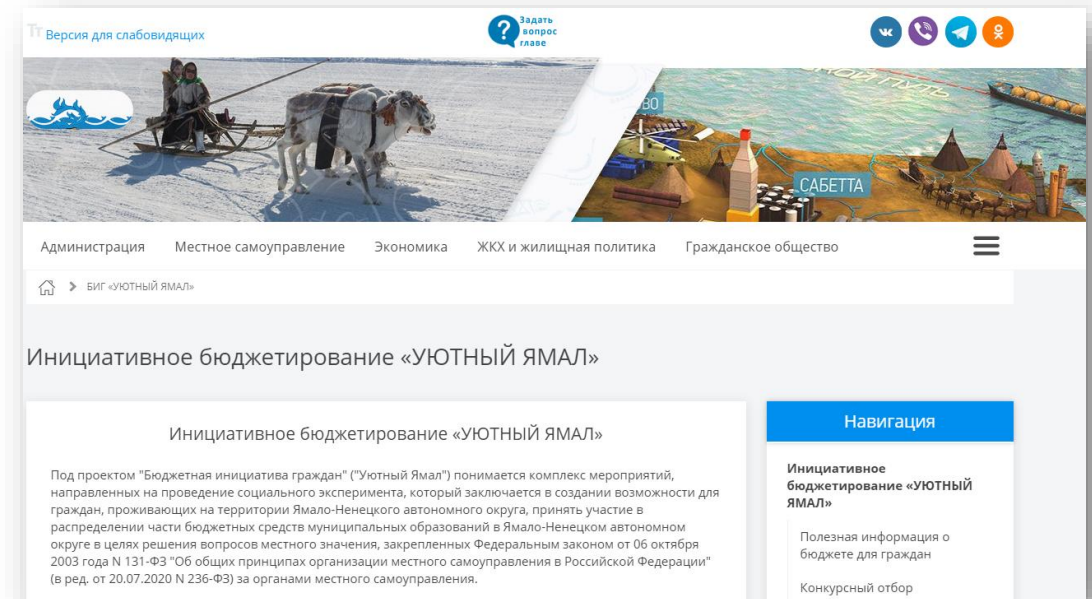 Тт Версия для слабовидящих
Задать
вопрос
главе
САБЕТТА
Администрация Местное самоуправление Экономика ЖКХ и жилищная политика Гражданское общество
БИГ «УЮТНЫЙ ЯМАЛ»
Инициативное бюджетирование «УЮТНЫЙ ЯМАЛ»
Инициативное бюджетирование «УЮТНЫЙ ЯМАЛ»
Под проектом "Бюджетная инициатива граждан" ("Уютный Ямал") понимается комплекс мероприятий,
направленных на проведение социального эксперимента, который заключается в создании возможности для
граждан, проживающих на территории Ямало-Ненецкого автономного округа, принять участие в
распределении части бюджетных средств муниципальных образований в Ямало-Ненецком автономном
округе в целях решения вопросов местного значения, закрепленных Федеральным законом от 06 октября
2003 года N 131-ФЗ "Об общих принципах организации местного самоуправления в Российской Федерации"
(в ред. от 20.07.2020 N 236-ФЗ) за органами местного самоуправления.
Навигация
Инициативное
бюджетирование «УЮТНЫЙ
ЯМАЛ»
Полезная информация о
бюджете для граждан
Конкурсный отбор